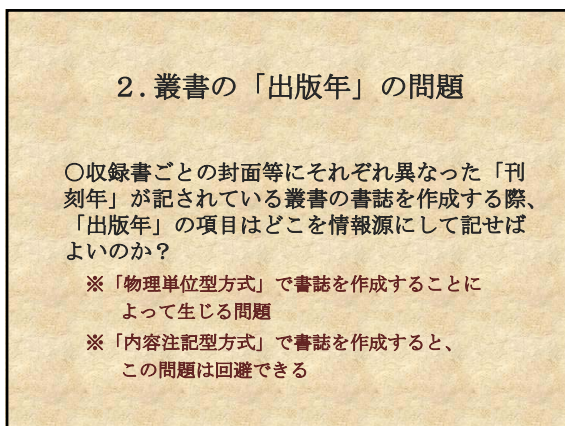 ２. 叢書の「出版年」の問題
○収録書ごとの封面等にそれぞれ異なった「刊
刻年」が記されている叢書の書誌を作成する際、
「出版年」の項目はどこを情報源にして記せば
よいのか？
※「物理単位型方式」で書誌を作成することに
よって生じる問題
※「内容注記型方式」で書誌を作成すると、
この問題は回避できる